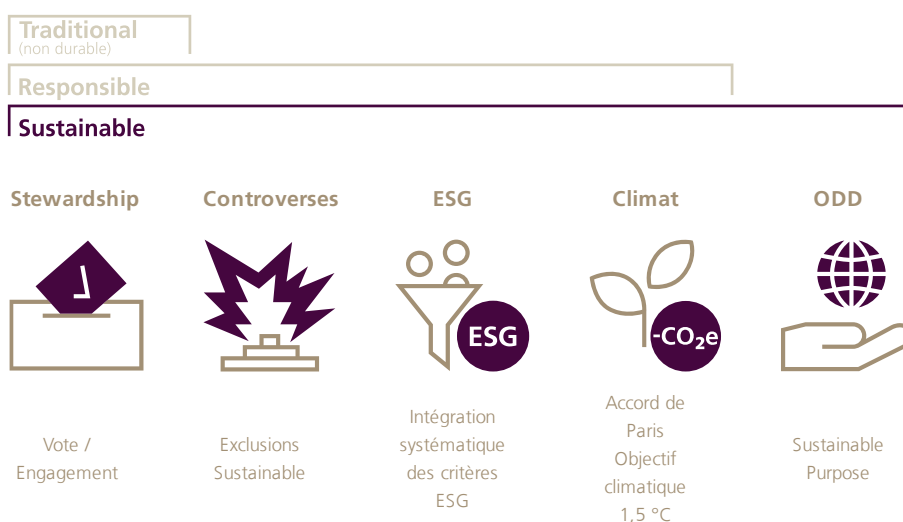 Traditional
(non durable)
Responsible
Sustainable
Stewardship
Controverses
ESG
Climat
ODD
ESG
-CO₂e
Vote /
Engagement
Exclusions
Sustainable
Intégration
systématique
des critères
ESG
Accord de
Paris
Objectif
climatique
1,5 °C
Sustainable
Purpose